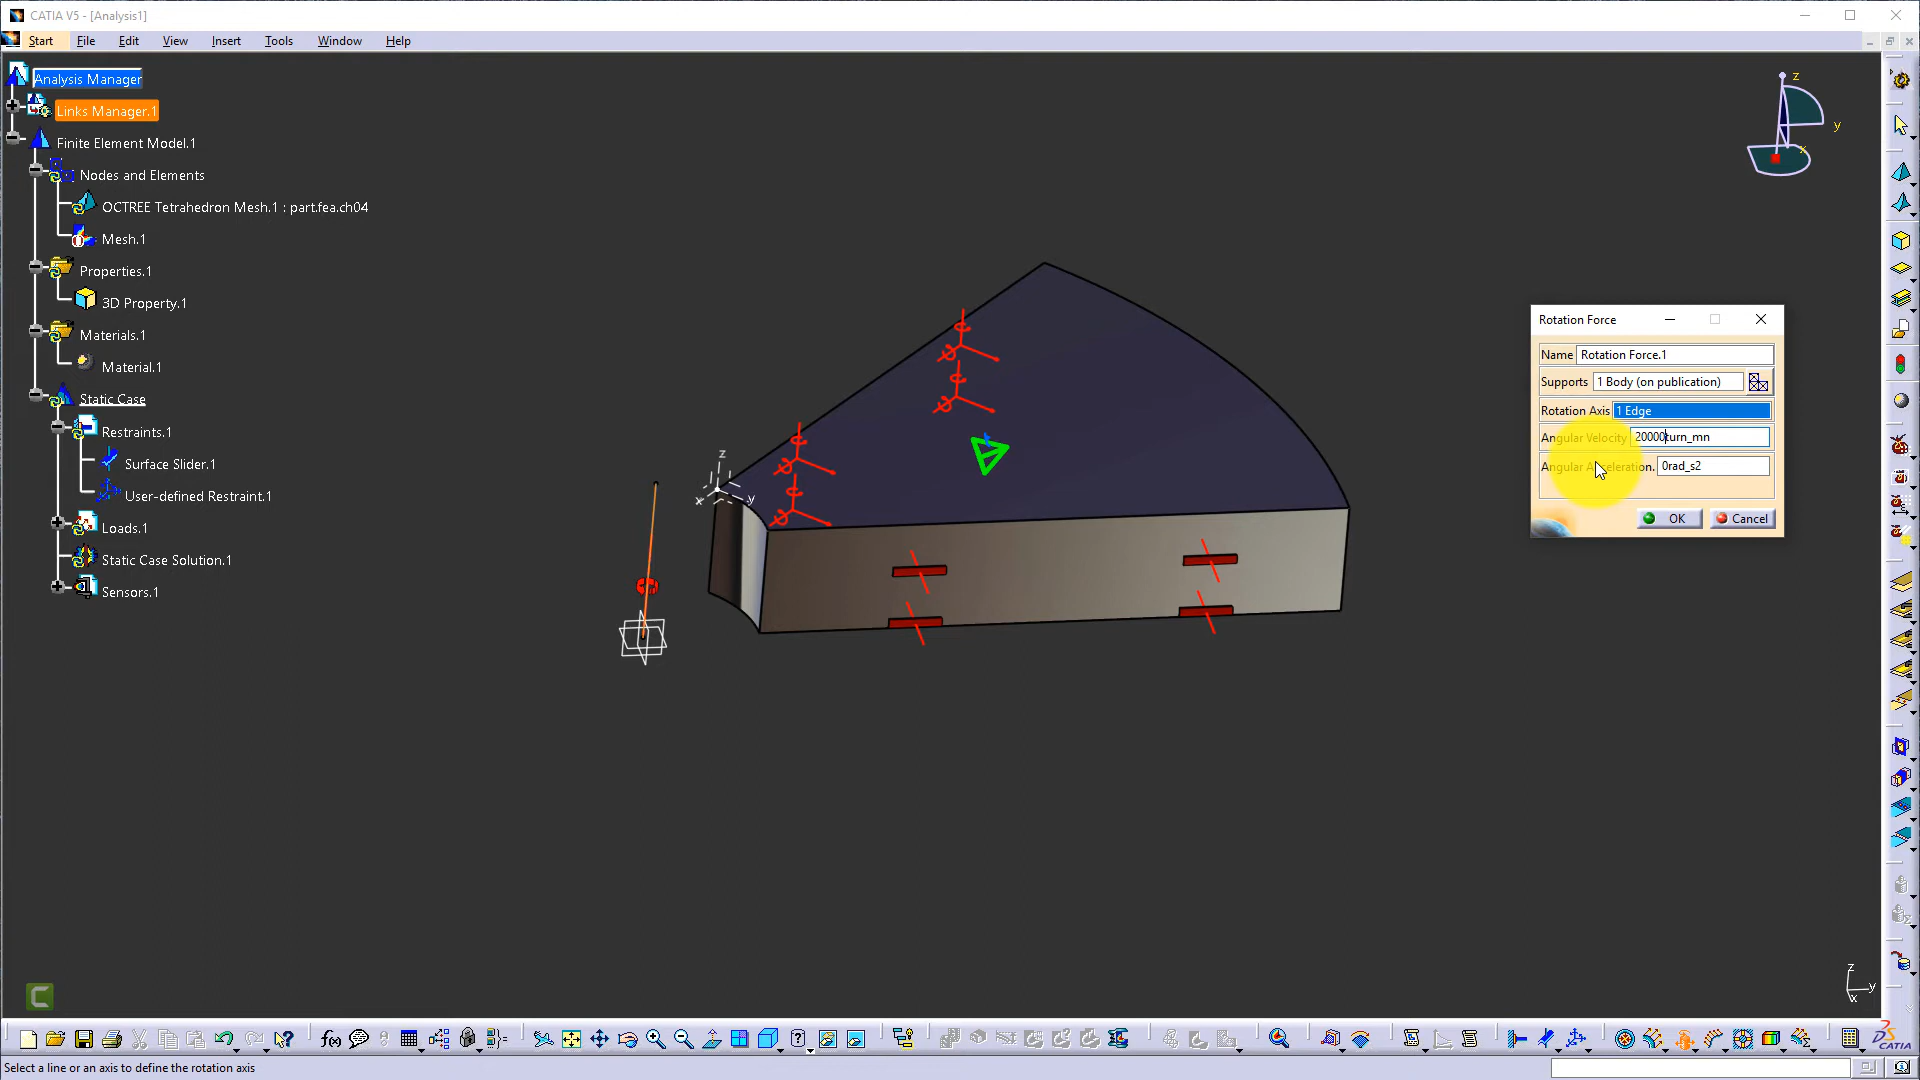 CATIA V5 - [Analysis1]
Start File Edit View Insert Tools Window Help
Analysis Manager
Links Manager.1
Finite Element Model.1
Nodes and Elements
OCTREE Tetrahedron Mesh.1 : part.fea.ch04
Mesh.1
Properties.1
3D Property.1
Materials.1
Material.1
Static Case
Restraints.1
Surface Slider.1
User-defined Restraint.1
Loads.1
Static Case Solution.1
Sensors.1
z
y
x
z
x
y
Rotation Force
Name Rotation Force.1
Supports 1 Body (on publication)
Rotation Axis 1 Edge
Angular Velocity 20000turn_mn
Angular Acceleration. 0rad_s2
OK Cancel
z
y
x
CATIA
Select a line or an axis to define the rotation axis